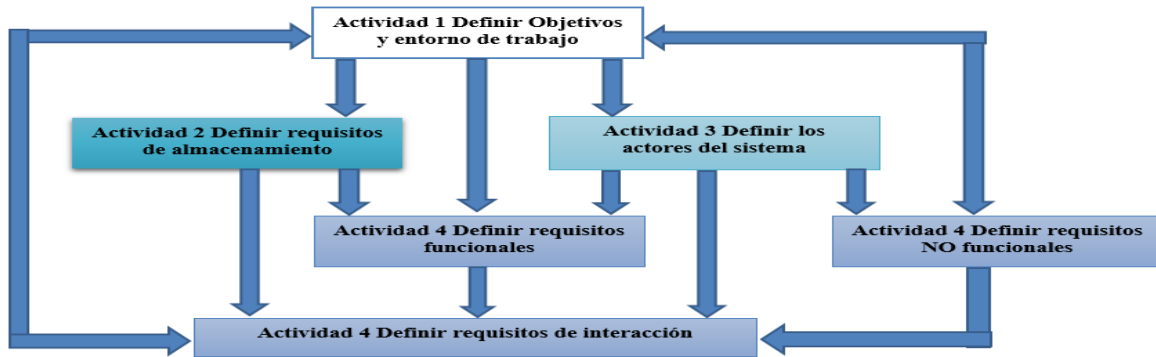 Actividad 1 Definir Objetivos
y entorno de trabajo
Actividad 2 Definir requisitos
de almacenamiento
Actividad 3 Definir los
actores del sistema
Actividad 4 Definir requisitos
funcionales
Actividad 4 Definir requisitos
NO funcionales
Actividad 4 Definir requisitos de interacción